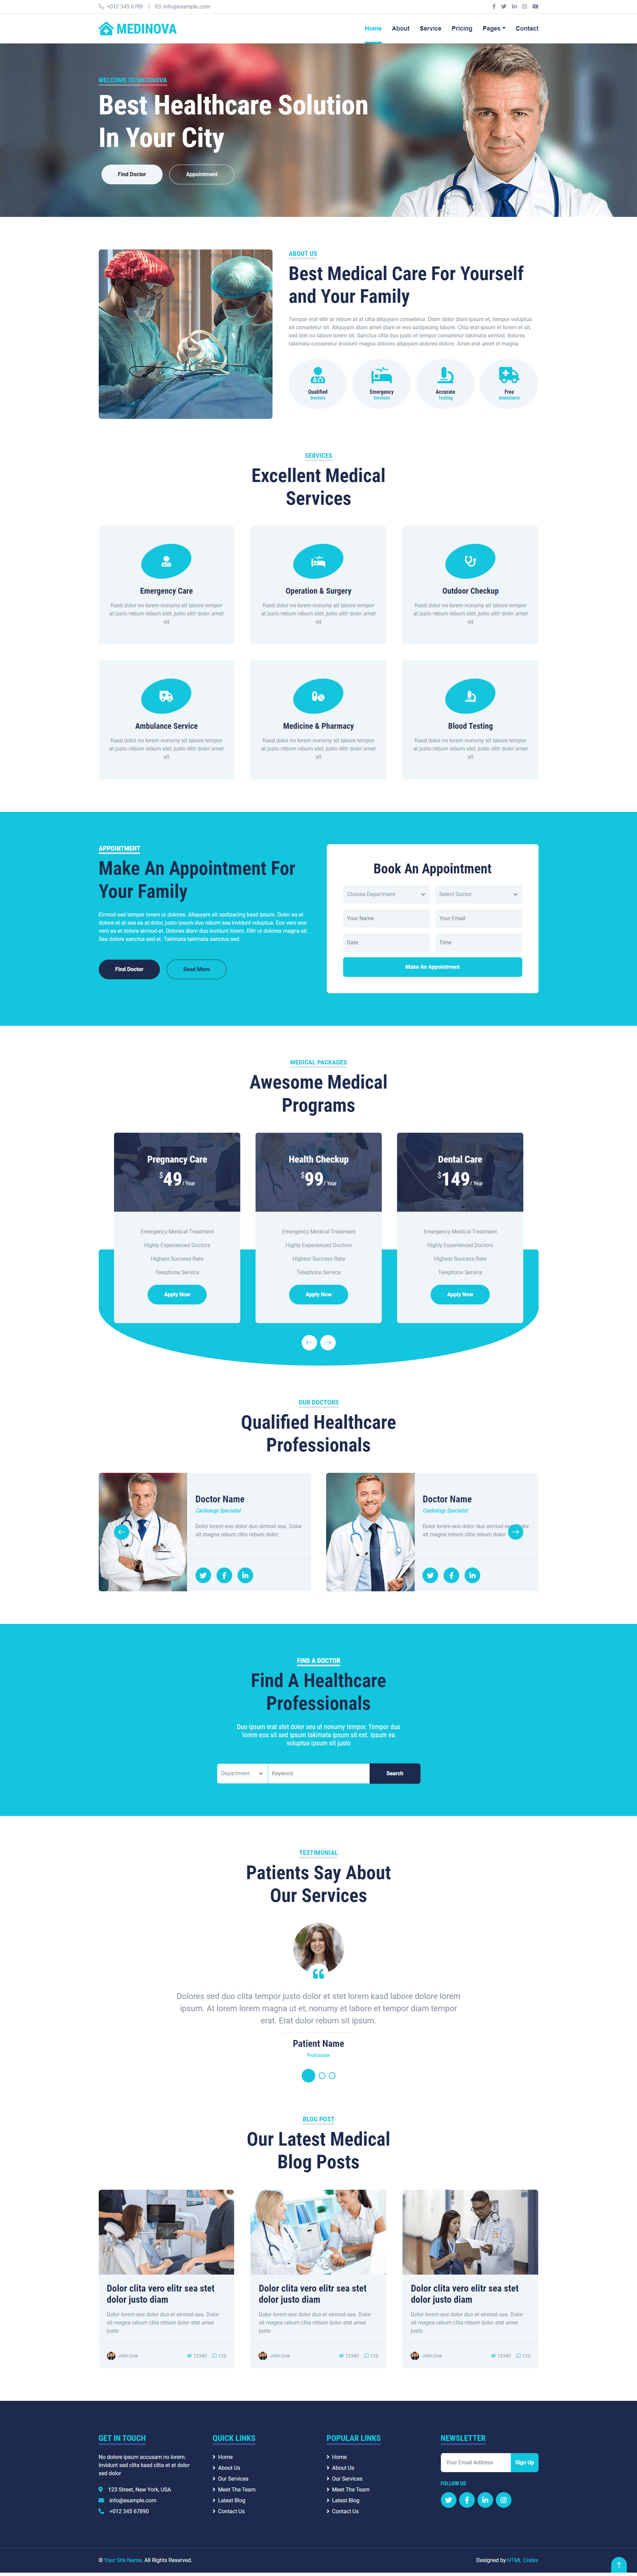 +012 345 6789 | info@example.com
MEDINOVA
Home About Service Pricing Pages Contact
WELCOME TO MEDINOVA
Best Healthcare Solution
In Your City
Find Doctor Appointment
ABOUT US
Best Medical Care For Yourself
and Your Family
Tempor erat elitr at rebum at at clita aliquyam consetetur. Diam dolor diam ipsum et, tempor voluptua
sit consetetur sit. Aliquyam diam amet diam et eos sadipscing labore. Clita erat ipsum et lorem et sit,
sed stet no labore lorem sit. Sanctus clita duo justo et tempor consetetur takimata eirmod, dolores
takimata consetetur invidunt magna dolores aliquyam dolores dolore. Amet erat amet et magna
Qualified
Doctors
Emergency
Services
Accurate
Testing
Free
Ambulance
SERVICES
Excellent Medical
Services
Emergency Care
Kasd dolor no lorem nonumy sit labore tempor
at justo rebum rebum stet, justo elitr dolor amet
sit
Operation & Surgery
Kasd dolor no lorem nonumy sit labore tempor
at justo rebum rebum stet, justo elitr dolor amet
sit
Outdoor Checkup
Kasd dolor no lorem nonumy sit labore tempor
at justo rebum rebum stet, justo elitr dolor amet
sit
Ambulance Service
Kasd dolor no lorem nonumy sit labore tempor
at justo rebum rebum stet, justo elitr dolor amet
sit
Medicine & Pharmacy
Kasd dolor no lorem nonumy sit labore tempor
at justo rebum rebum stet, justo elitr dolor amet
sit
Blood Testing
Kasd dolor no lorem nonumy sit labore tempor
at justo rebum rebum stet, justo elitr dolor amet
sit
APPOINTMENT
Make An Appointment For
Your Family
Eirmod sed tempor lorem ut dolores. Aliquyam sit sadipscing kasd ipsum. Dolor ea et
dolore et at sea ea at dolor, justo ipsum duo rebum sea invidunt voluptua. Eos vero eos
vero ea et dolore eirmod et. Dolores diam duo invidunt lorem. Elitr ut dolores magna sit.
Sea dolore sanctus sed et. Takimata takimata sanctus sed.
Find Doctor Read More
Book An Appointment
Choose Department Select Doctor
Your Name Your Email
Date Time
Make An Appointment
MEDICAL PACKAGES
Awesome Medical
Programs
Pregnancy Care
$49/ Year
Emergency Medical Treatment
Highly Experienced Doctors
Highest Success Rate
Telephone Service
Apply Now
Health Checkup
$99/ Year
Emergency Medical Treatment
Highly Experienced Doctors
Highest Success Rate
Telephone Service
Apply Now
Dental Care
$149/ Year
Emergency Medical Treatment
Highly Experienced Doctors
Highest Success Rate
Telephone Service
Apply Now
OUR DOCTORS
Qualified Healthcare
Professionals
Doctor Name
Cardiology Specialist
Dolor lorem eos dolor duo eirmod sea. Dolor
sit magna rebum clita rebum dolor
Doctor Name
Cardiology Specialist
Dolor lorem eos dolor duo eirmod sea. Dolor
sit magna rebum clita rebum dolor
FIND A DOCTOR
Find A Healthcare
Professionals
Duo ipsum erat stet dolor sea ut nonumy tempor. Tempor duo
lorem eos sit sed ipsum takimata ipsum sit est. Ipsum ea
voluptua ipsum sit justo
Department Keyword Search
TESTIMONIAL
Patients Say About
Our Services
Dolores sed duo clita tempor justo dolor et stet lorem kasd labore dolore lorem
ipsum. At lorem lorem magna ut et, nonumy et labore et tempor diam tempor
erat. Erat dolor rebum sit ipsum.
Patient Name
Profession
BLOG POST
Our Latest Medical
Blog Posts
Dolor clita vero elitr sea stet
dolor justo diam
Dolor lorem eos dolor duo et eirmod sea. Dolor
sit magna rebum clita rebum dolor stet amet
justo
John Doe 12345 123
Dolor clita vero elitr sea stet
dolor justo diam
Dolor lorem eos dolor duo et eirmod sea. Dolor
sit magna rebum clita rebum dolor stet amet
justo
John Doe 12345 123
Dolor clita vero elitr sea stet
dolor justo diam
Dolor lorem eos dolor duo et eirmod sea. Dolor
sit magna rebum clita rebum dolor stet amet
justo
John Doe 12345 123
GET IN TOUCH
No dolore ipsum accusam no lorem.
Invidunt sed clita kasd clita et et dolor
sed dolor
123 Street, New York, USA
info@example.com
+012 345 67890
QUICK LINKS
Home
About Us
Our Services
Meet The Team
Latest Blog
Contact Us
POPULAR LINKS
Home
About Us
Our Services
Meet The Team
Latest Blog
Contact Us
NEWSLETTER
Your Email Address Sign Up
FOLLOW US
© Your Site Name. All Rights Reserved.
Designed by HTML Codex